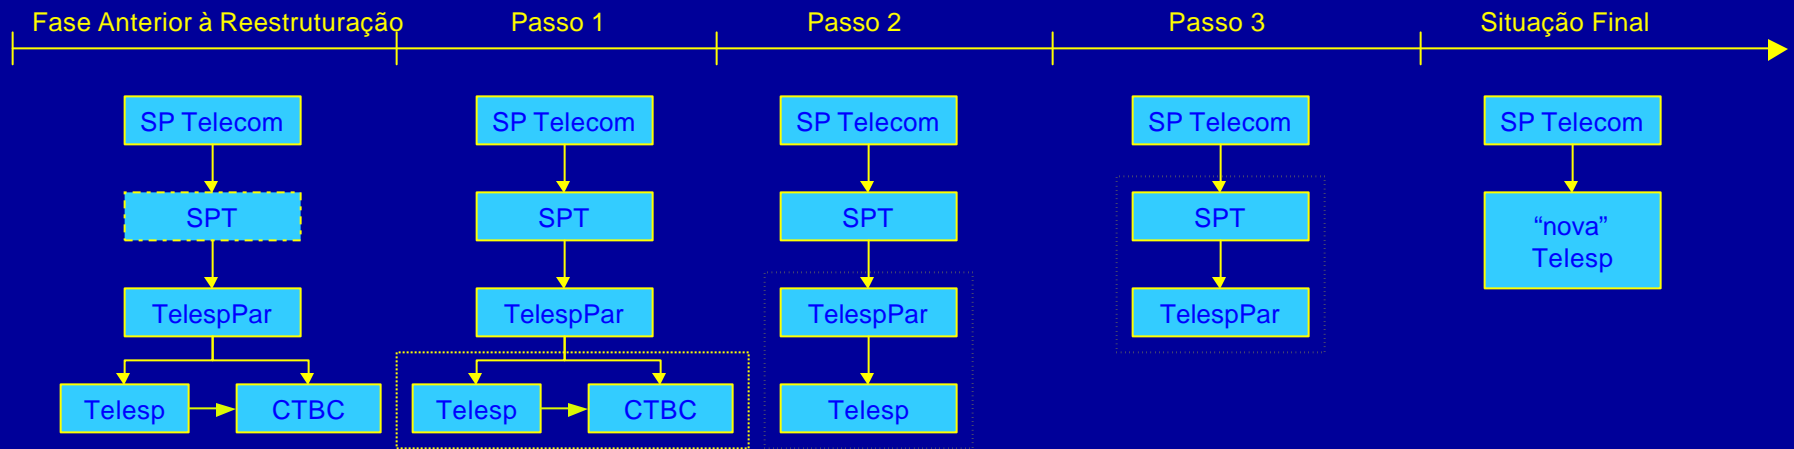 Fase Anterior à Reestruturação
Passo 1
Passo 2
Passo 3
Situação Final
SP Telecom
SP Telecom
SP Telecom
SP Telecom
SP Telecom
SPT
SPT
SPT
SPT
“nova”
Telesp
TelespPar
TelespPar
TelespPar
TelespPar
Telesp
CTBC
Telesp
CTBC
Telesp